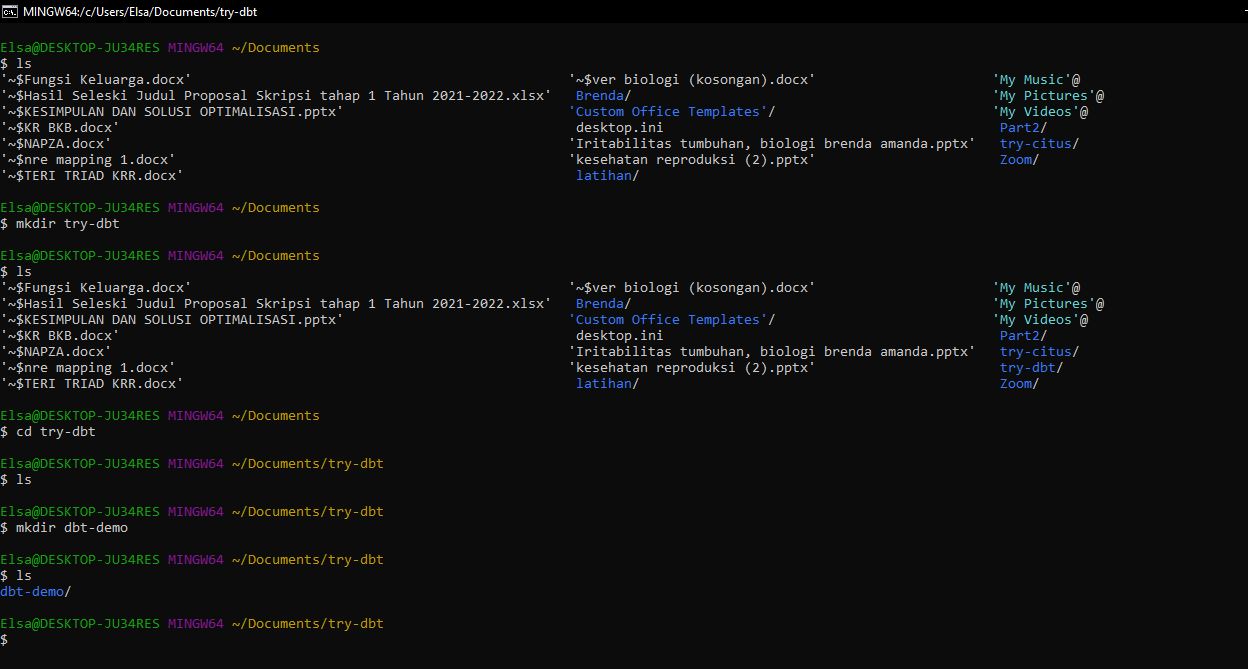 MINGW64:/c/Users/Elsa/Documents/try-dbt
Elsa@DESKTOP-JU34RES MINGW64 ~/Documents
$ ls
'~$Fungsi Keluarga.docx' '~$ver biologi (kosongan).docx' 'My Music'@
'~$Hasil Seleski Judul Proposal Skripsi tahap 1 Tahun 2021-2022.xlsx' Brenda/ 'My Pictures'@
'~$KESIMPULAN DAN SOLUSI OPTIMALISASI.pptx' 'Custom Office Templates'/ 'My Videos'@
'~$KR BKB.docx' desktop.ini Part2/
'~$NAPZA.docx' 'Iritabilitas tumbuhan, biologi brenda amanda.pptx' try-citus/
'~$nre mapping 1.docx' 'kesehatan reproduksi (2).pptx' Zoom/
'~$TERI TRIAD KRR.docx' latihan/
Elsa@DESKTOP-JU34RES MINGW64 ~/Documents
$ mkdir try-dbt
Elsa@DESKTOP-JU34RES MINGW64 ~/Documents
$ ls
'~$Fungsi Keluarga.docx' '~$ver biologi (kosongan).docx' 'My Music'@
'~$Hasil Seleski Judul Proposal Skripsi tahap 1 Tahun 2021-2022.xlsx' Brenda/ 'My Pictures'@
'~$KESIMPULAN DAN SOLUSI OPTIMALISASI.pptx' 'Custom Office Templates'/ 'My Videos'@
'~$KR BKB.docx' desktop.ini Part2/
'~$NAPZA.docx' 'Iritabilitas tumbuhan, biologi brenda amanda.pptx' try-citus/
'~$nre mapping 1.docx' 'kesehatan reproduksi (2).pptx' try-dbt/
'~$TERI TRIAD KRR.docx' latihan/ Zoom/
Elsa@DESKTOP-JU34RES MINGW64 ~/Documents
$ cd try-dbt
Elsa@DESKTOP-JU34RES MINGW64 ~/Documents/try-dbt
$ ls
Elsa@DESKTOP-JU34RES MINGW64 ~/Documents/try-dbt
$ mkdir dbt-demo
Elsa@DESKTOP-JU34RES MINGW64 ~/Documents/try-dbt
$ ls
dbt-demo/
Elsa@DESKTOP-JU34RES MINGW64 ~/Documents/try-dbt
$